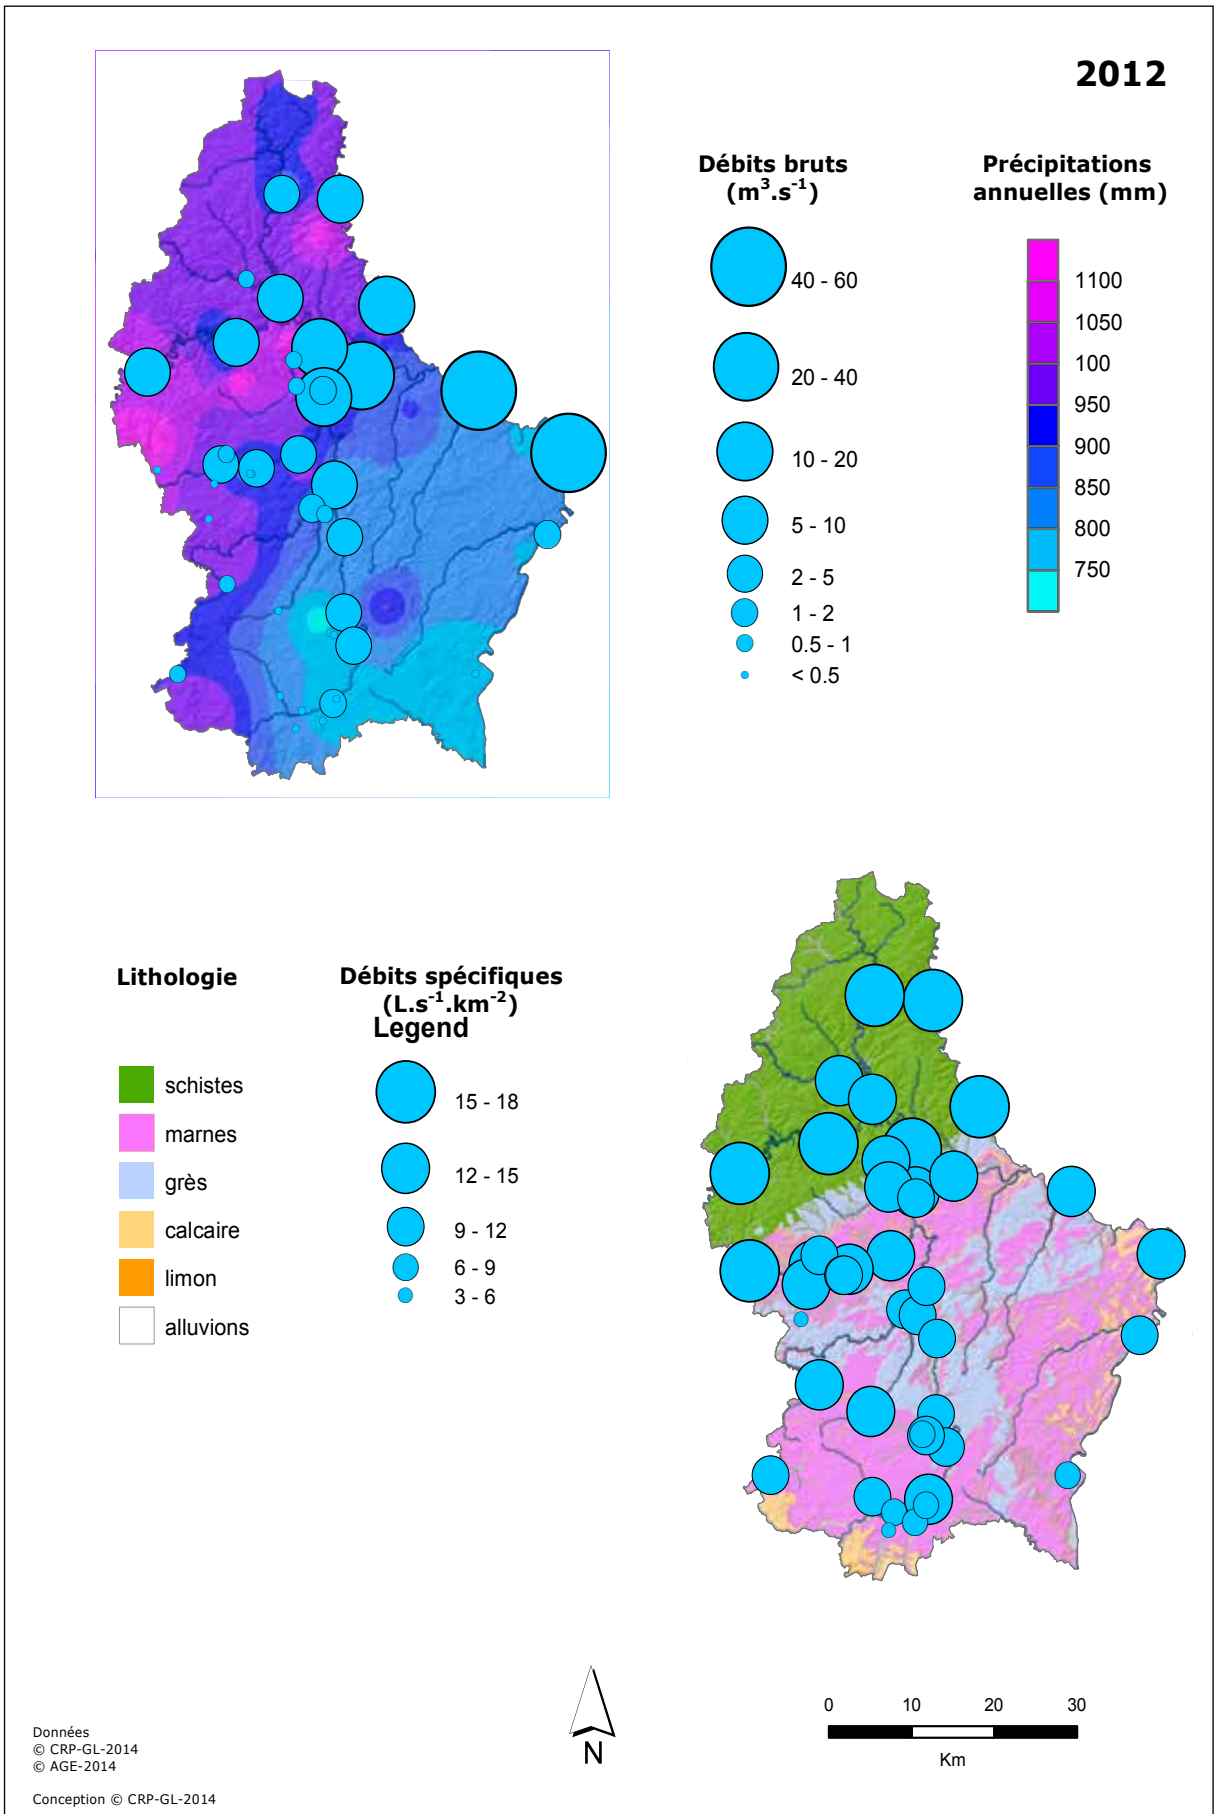 2012
Débits bruts
(m³.s⁻¹)
40 - 60
20 - 40
10 - 20
5 - 10
2 - 5
1 - 2
0.5 - 1
< 0.5
Précipitations
annuelles (mm)
1100
1050
100
950
900
850
800
750
Lithologie
schistes
marnes
grès
calcaire
limon
alluvions
Débits spécifiques
(L.s⁻¹.km⁻²)
Legend
15 - 18
12 - 15
9 - 12
6 - 9
3 - 6
N
0 10 20 30
Km
Données
© CRP-GL-2014
© AGE-2014
Conception © CRP-GL-2014